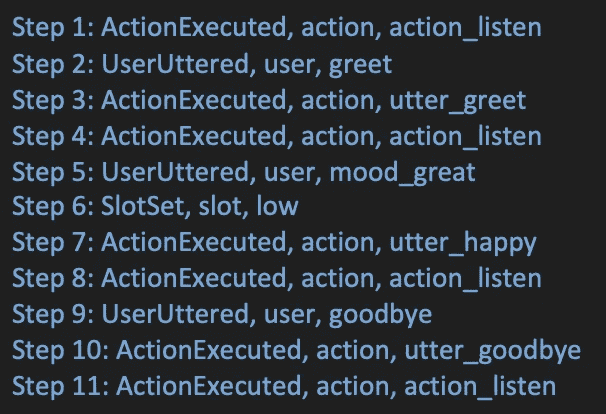 Step 1: ActionExecuted, action, action_listen
Step 2: UserUttered, user, greet
Step 3: ActionExecuted, action, utter_greet
Step 4: ActionExecuted, action, action_listen
Step 5: UserUttered, user, mood_great
Step 6: SlotSet, slot, low
Step 7: ActionExecuted, action, utter_happy
Step 8: ActionExecuted, action, action_listen
Step 9: UserUttered, user, goodbye
Step 10: ActionExecuted, action, utter_goodbye
Step 11: ActionExecuted, action, action_listen